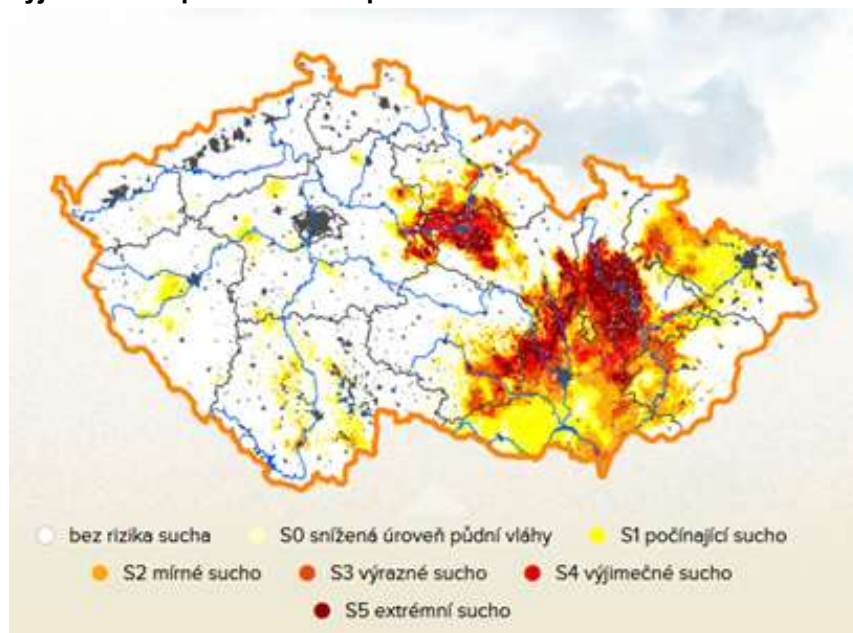 bez rizika sucha S0 snížená úroveň půdní vláhy S1 počínající sucho
S2 mírné sucho S3 výrazné sucho S4 výjimečné sucho
S5 extrémní sucho